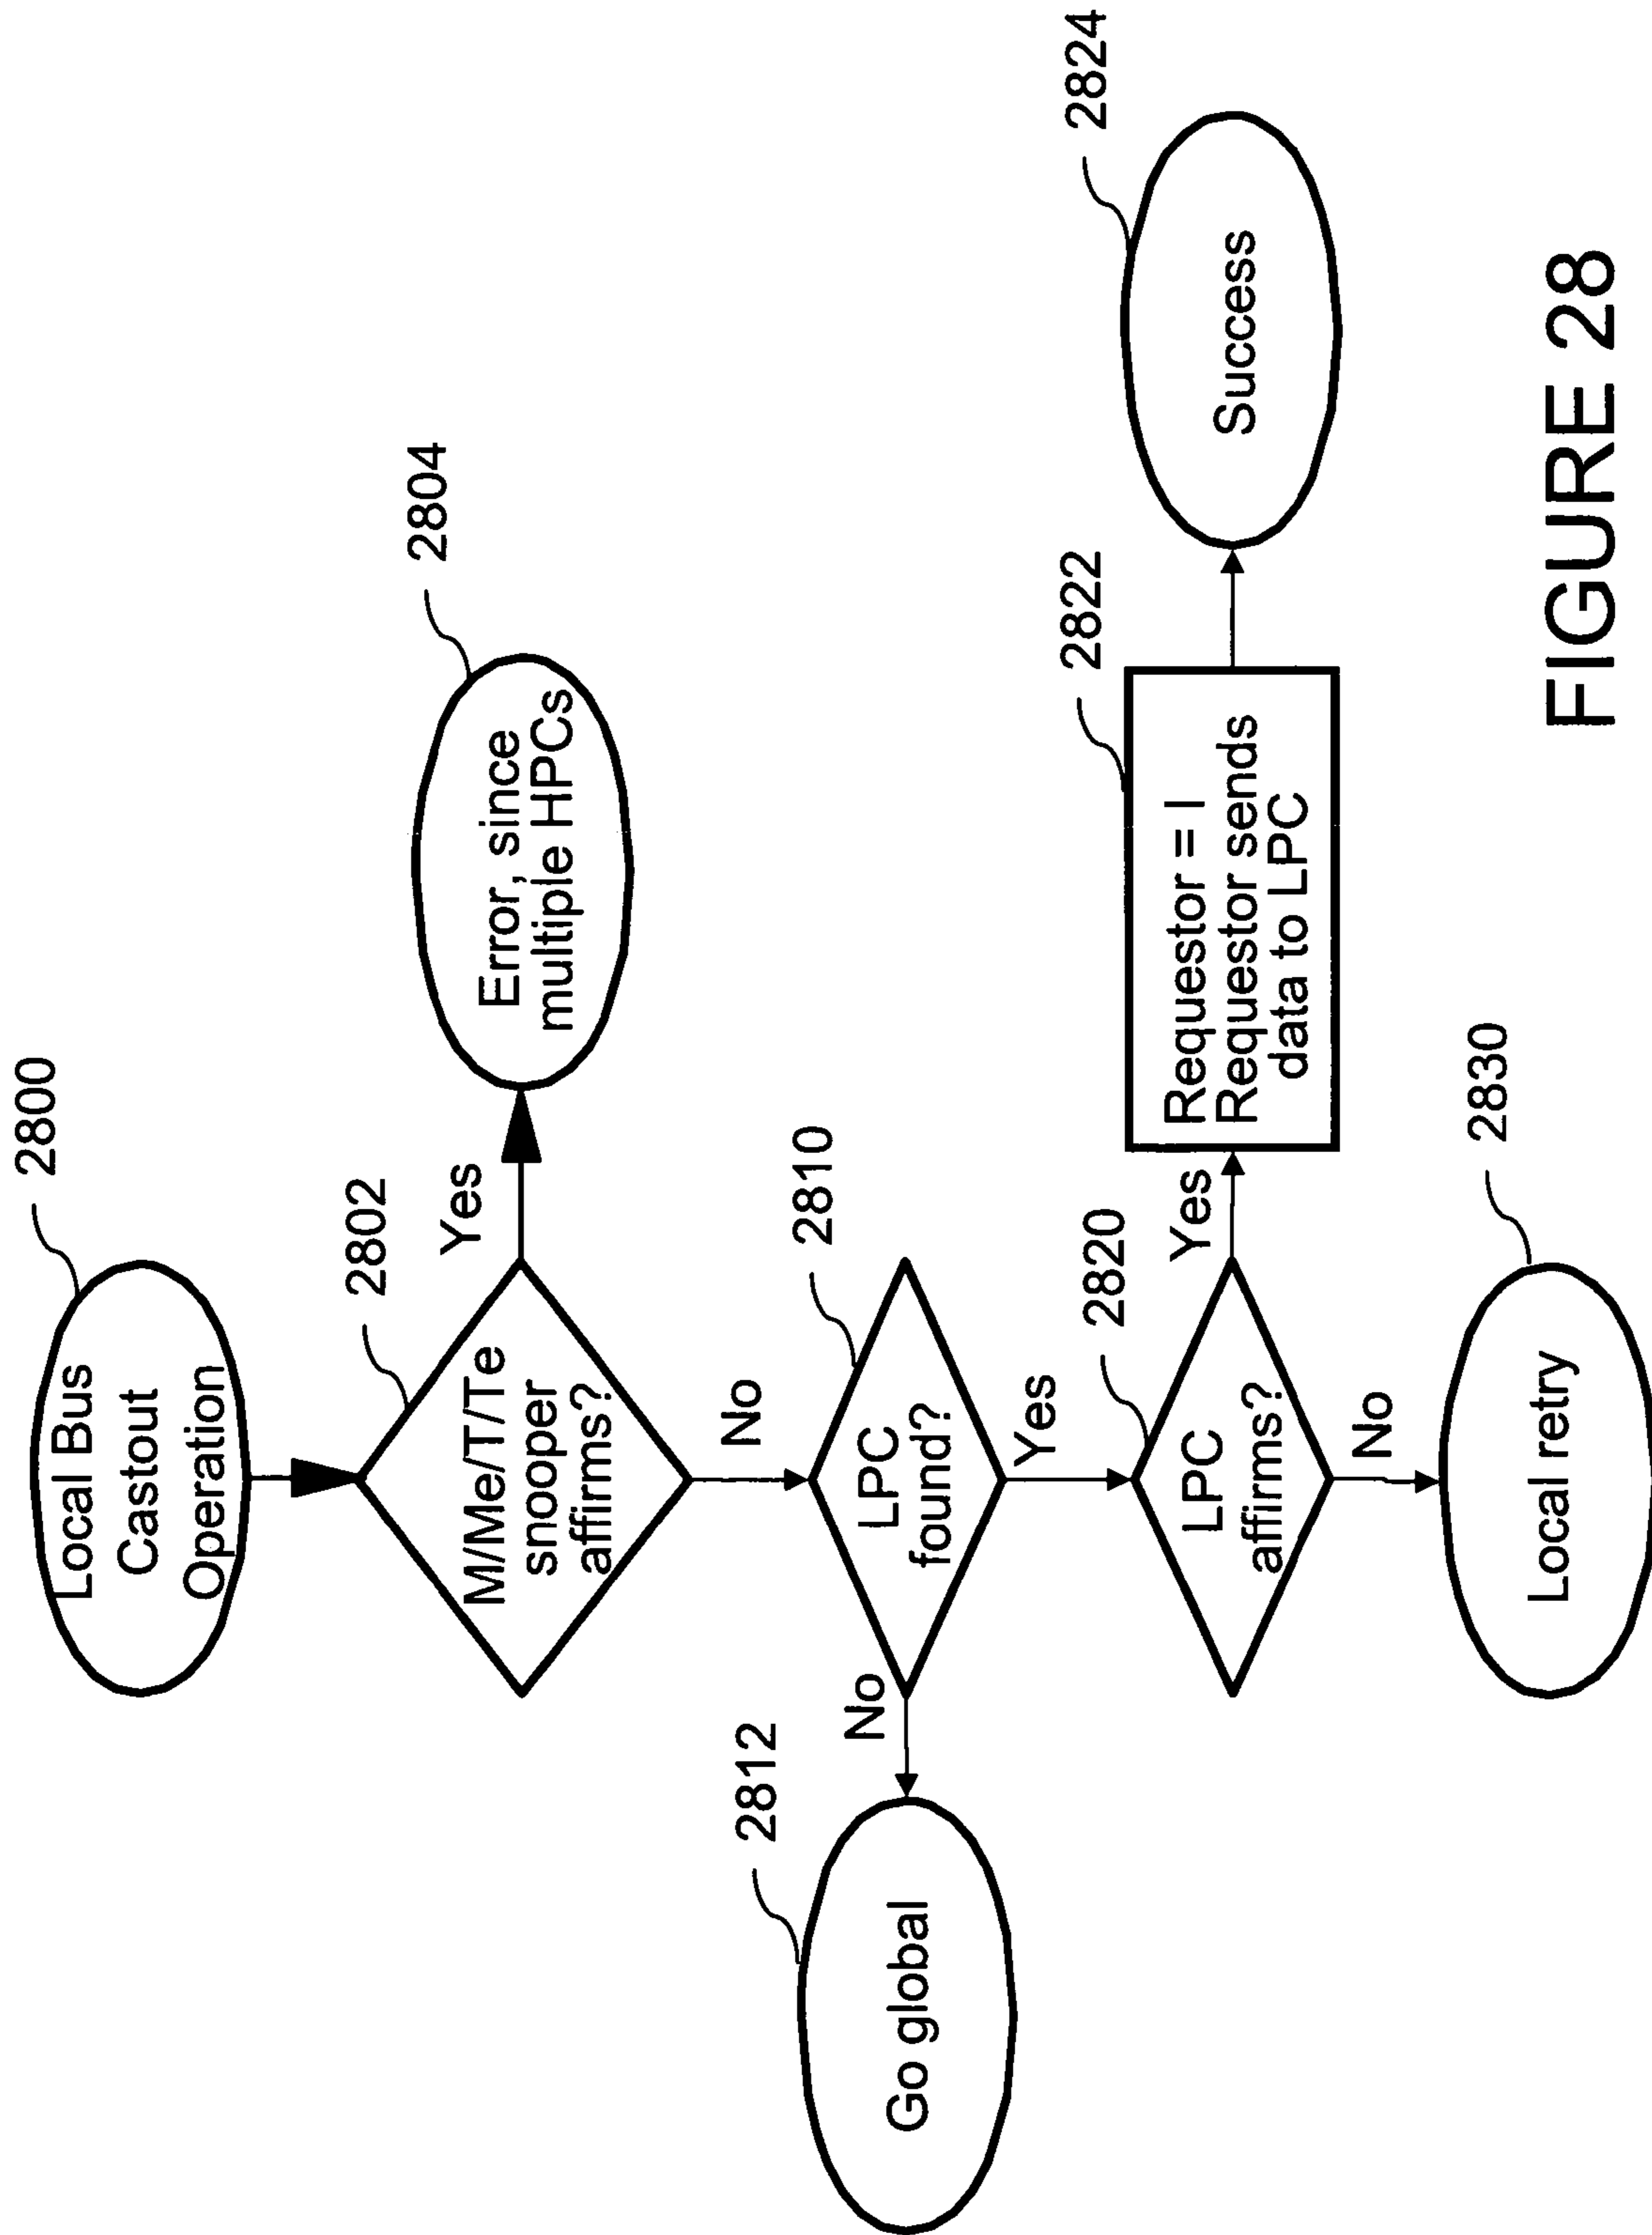 2800
Local Bus
Castout
Operation
2802
M/Me/T/Te
snooper
affirms?
Yes
2804
Error, since
multiple HPCs
No
2810
LPC
found?
No
2812
Go global
Yes
2820
LPC
affirms?
Yes
2822
Requestor = I
Requestor sends
data to LPC
2824
Success
No
2830
Local retry
FIGURE 28